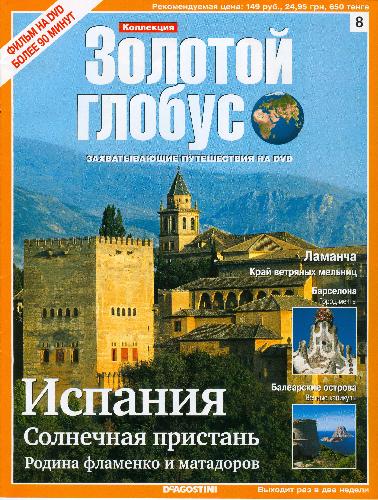 Рекомендуемая цена: 149 руб., 24,95 грн, 650 тенге
8
ФИЛЬМ НА DVD
БОЛЕЕ 90 МИНУТ
Коллекция
Золотой
глобус
ЗАХВАТЫВАЮЩИЕ ПУТЕШЕСТВИЯ НА DVD
Ламанча
Край ветряных мельниц
Барселона
Город мечты
Балеарские острова
Испания
Солнечная пристань
Родина фламенко и матадоров
DeAGOSTINI
Выходит раз в две недели